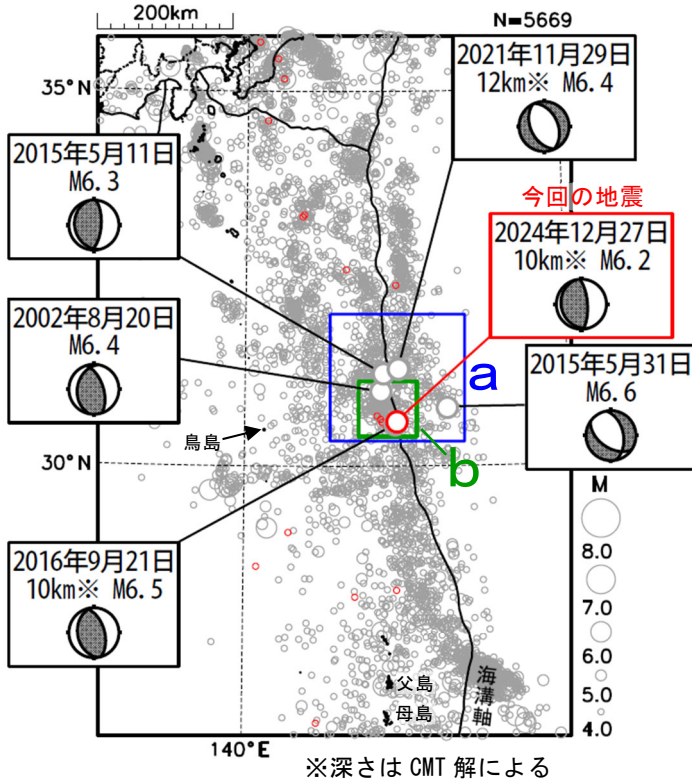 200km
N=5669
35°N
2021年11月29日
12km※ M6.4
2015年5月11日
M6.3
今回の地震
2024年12月27日
10km※ M6.2
2002年8月20日
M6.4
a
2015年5月31日
M6.6
鳥島
30°N
b
M
8.0
7.0
6.0
5.0
4.0
2016年9月21日
10km※ M6.5
父島
母島
海溝軸
140°E
※深さは CMT 解による